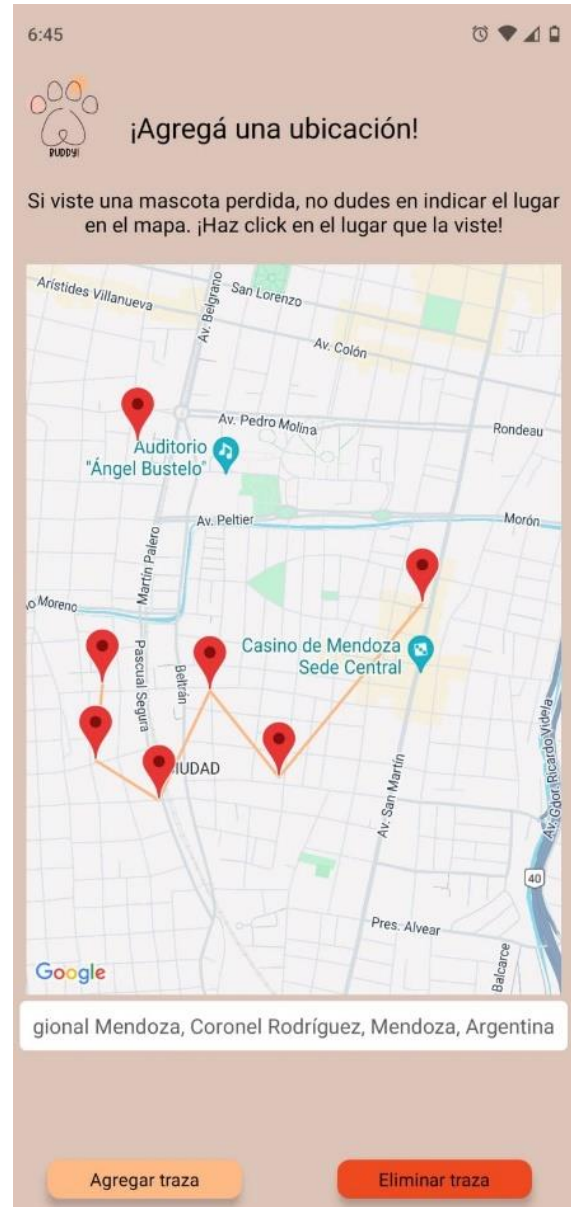 6:45
BUDDY!
¡Agregá una ubicación!
Si viste una mascota perdida, no dudes en indicar el lugar
en el mapa. ¡Haz click en el lugar que la viste!
Arístides Villanueva
Av. Belgrano
San Lorenzo
Av. Colón
Av. Pedro Molina
Rondeau
Auditorio
"Ángel Bustelo"
Av. Peltier
Morón
Martín Palero
o Moreno
Pascual Segura
Beltrán
Casino de Mendoza
Sede Central
Av. Gdor. Ricardo Videla
IUDAD
Av. San Martín
40
Pres. Alvear
Balcarce
Google
gional Mendoza, Coronel Rodríguez, Mendoza, Argentina
Agregar traza
Eliminar traza